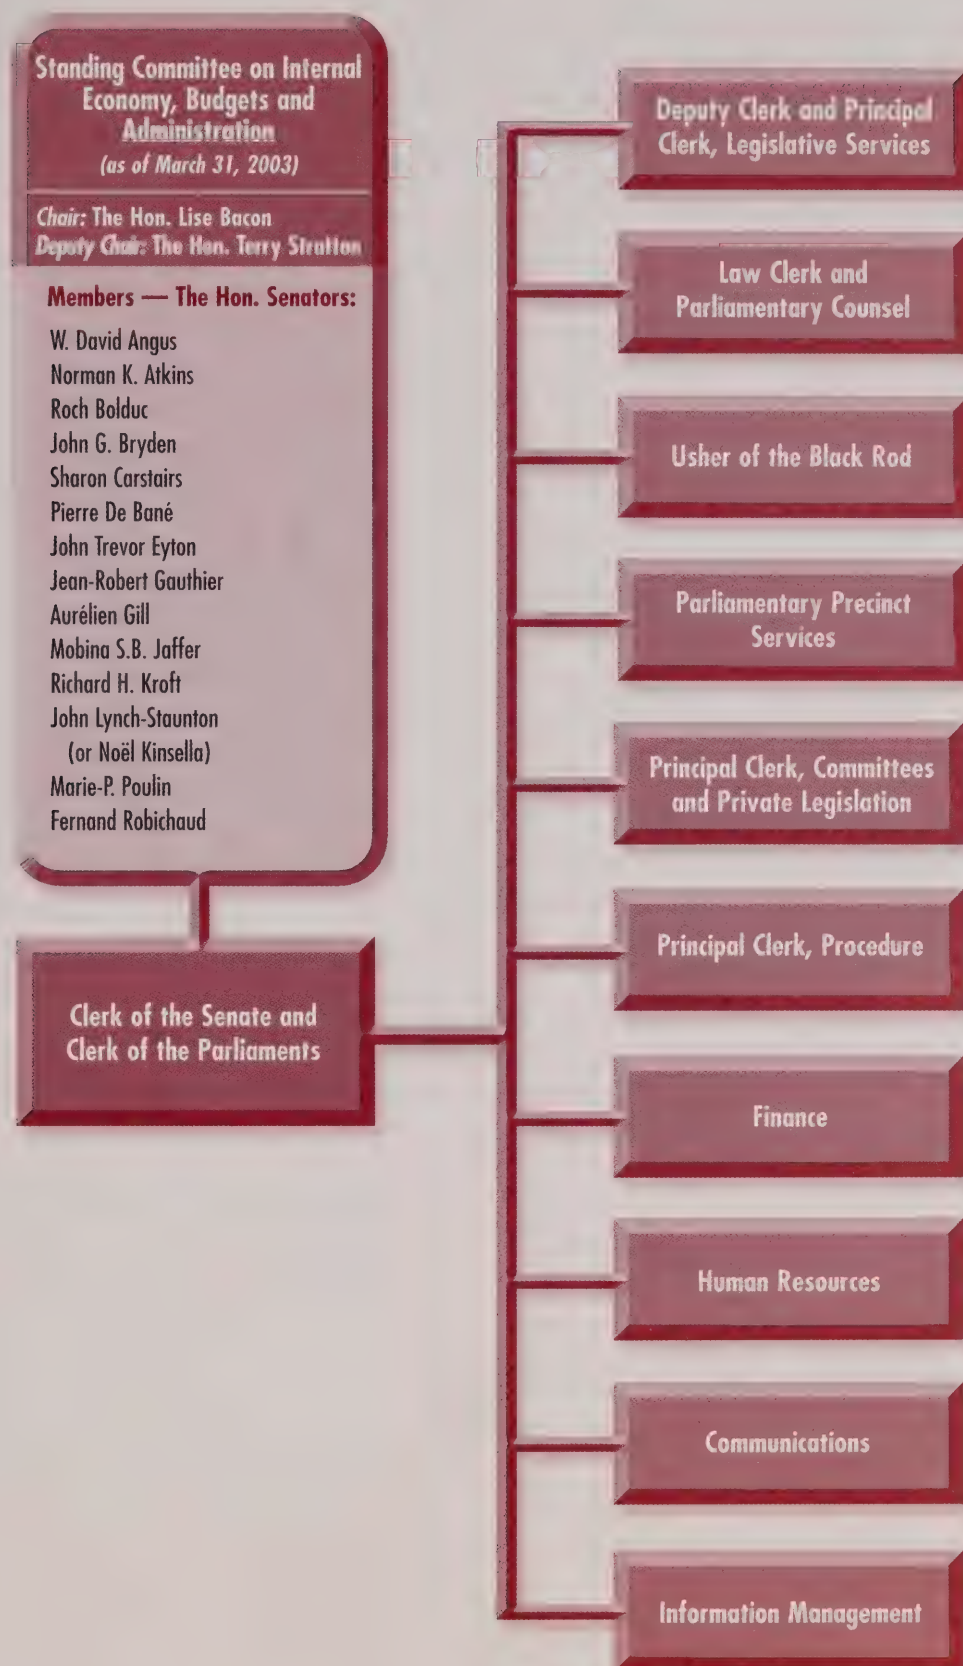 Standing Committee on Internal
Economy, Budgets and
Administration
(as of March 31, 2003)
Chair: The Hon. Lise Bacon
Deputy Chair: The Hon. Terry Stratton
Members — The Hon. Senators:
W. David Angus
Norman K. Atkins
Roch Bolduc
John G. Bryden
Sharon Carstairs
Pierre De Bané
John Trevor Eyton
Jean-Robert Gauthier
Aurélien Gill
Mobina S.B. Jaffer
Richard H. Kroft
John Lynch-Staunton
(or Noël Kinsella)
Marie-P. Poulin
Fernand Robichaud
Clerk of the Senate and
Clerk of the Parliaments
Deputy Clerk and Principal
Clerk, Legislative Services
Law Clerk and
Parliamentary Counsel
Usher of the Black Rod
Parliamentary Precinct
Services
Principal Clerk, Committees
and Private Legislation
Principal Clerk, Procedure
Finance
Human Resources
Communications
Information Management